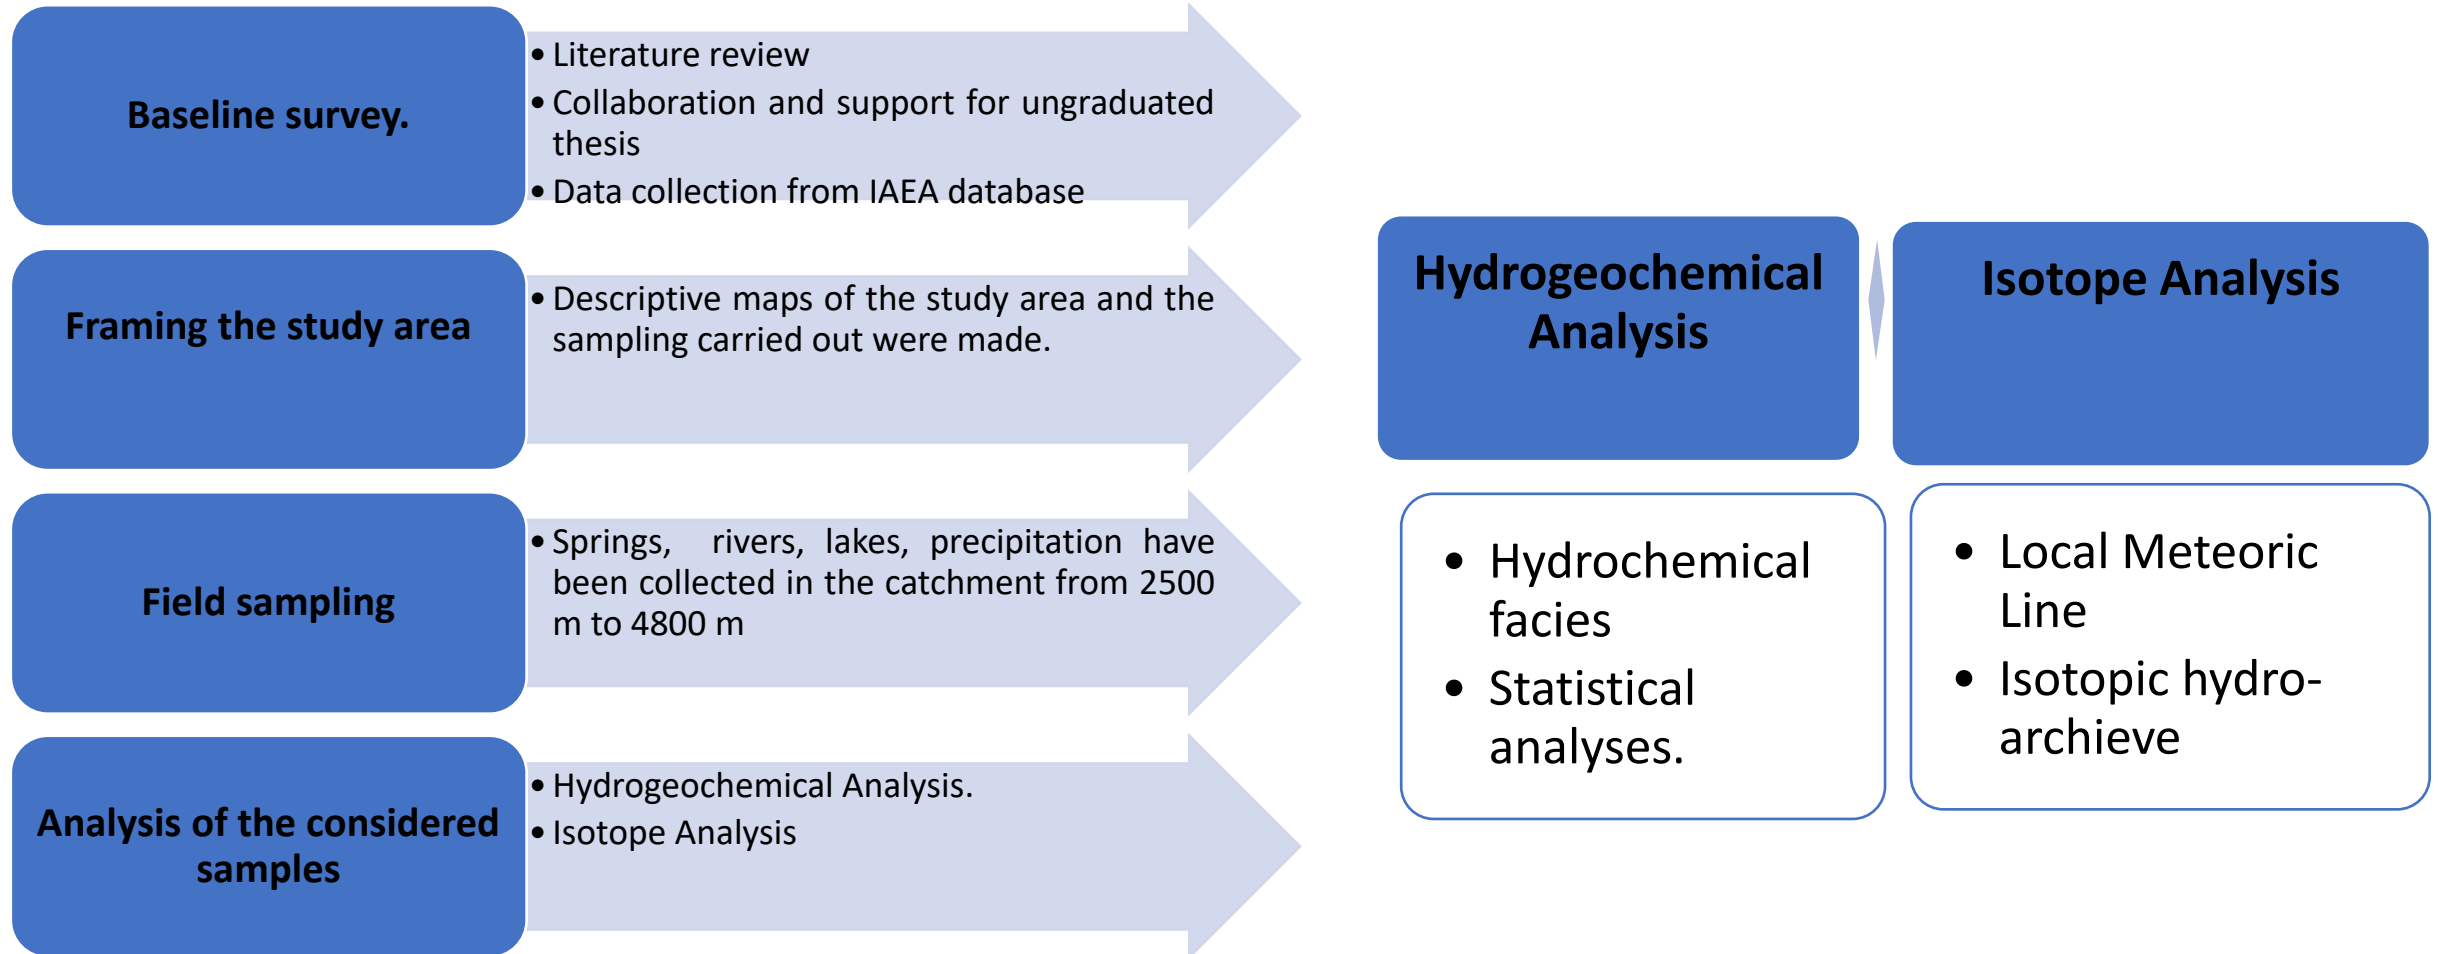 Baseline survey.
• Literature review
• Collaboration and support for ungraduated
thesis
• Data collection from IAEA database
Framing the study area
• Descriptive maps of the study area and the
sampling carried out were made.
Field sampling
• Springs, rivers, lakes, precipitation have
been collected in the catchment from 2500
m to 4800 m
Analysis of the considered
samples
• Hydrogeochemical Analysis.
• Isotope Analysis
Hydrogeochemical
Analysis
• Hydrochemical
facies
• Statistical
analyses.
Isotope Analysis
• Local Meteoric
Line
• Isotopic hydro-
archieve